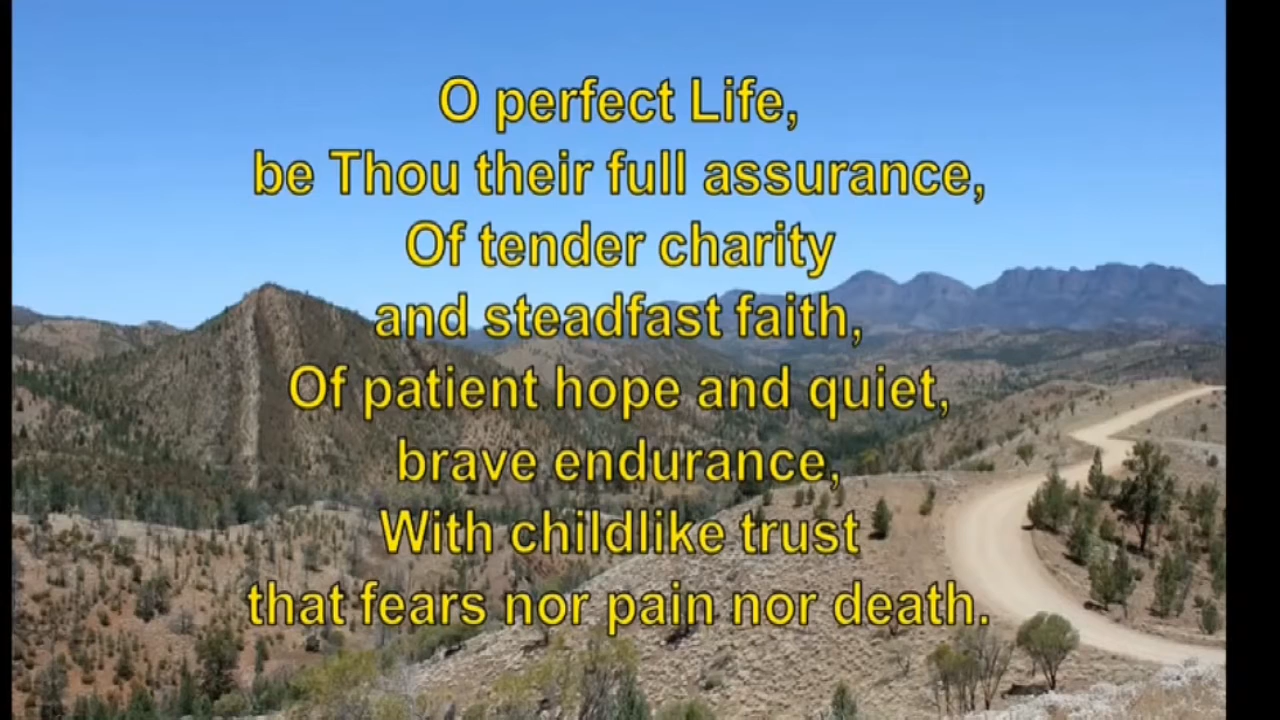 O perfect Life,
be Thou their full assurance,
Of tender charity
and steadfast faith,
Of patient hope and quiet,
brave endurance,
With childlike trust
that fears nor pain nor death.